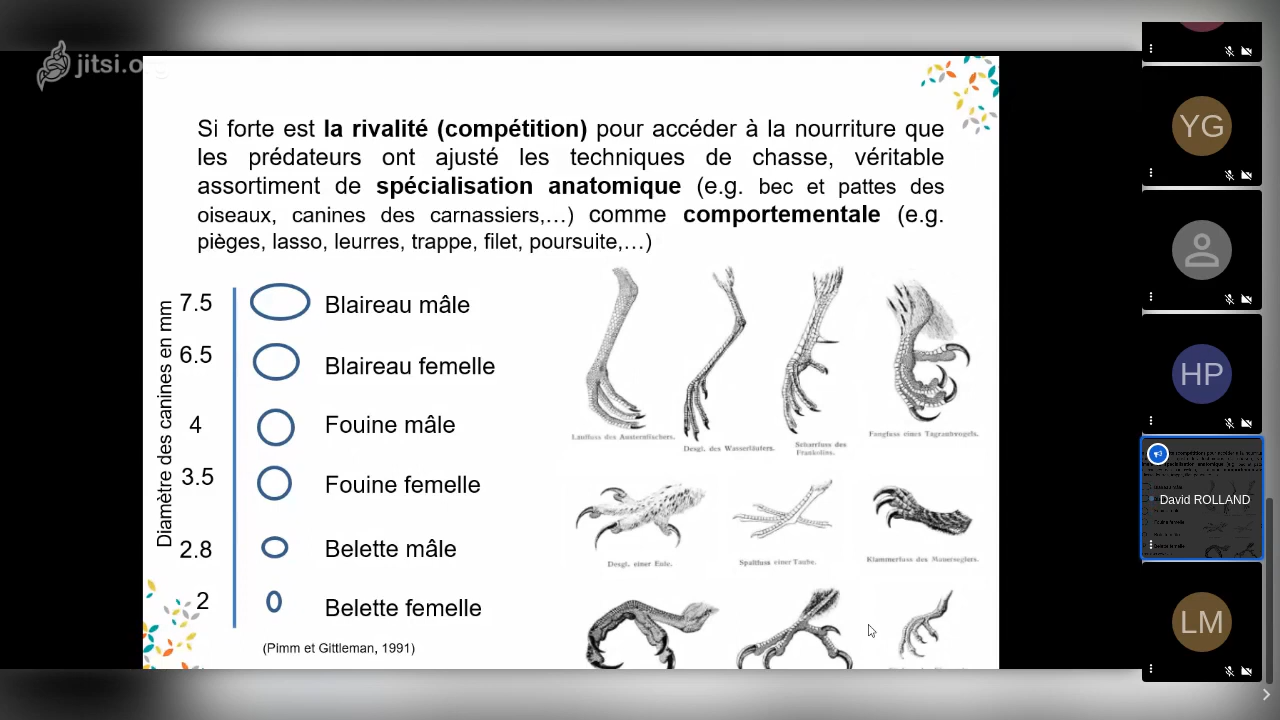 jitsi.org
Si forte est la rivalité (compétition) pour accéder à la nourriture que
les prédateurs ont ajusté les techniques de chasse, véritable
assortiment de spécialisation anatomique (e.g. bec et pattes des
oiseaux, canines des carnassiers,…) comme comportementale (e.g.
pièges, lasso, leurres, trappe, filet, poursuite,…)
Diamètre des canines en mm
7.5 Blaireau mâle
6.5 Blaireau femelle
4 Fouine mâle
3.5 Fouine femelle
2.8 Belette mâle
2 Belette femelle
(Pimm et Gittleman, 1991)
Lauffuss des Austernfischers.
Desgl. des Wasserläuters.
Scharrfuss des
Frankolins.
Fangfuss eines Tagraubvogels.
Desgl. einer Eule.
Spaltfuss einer Taube.
Klammerfuss des Mauerseglers.
YG
HP
David ROLLAND
LM